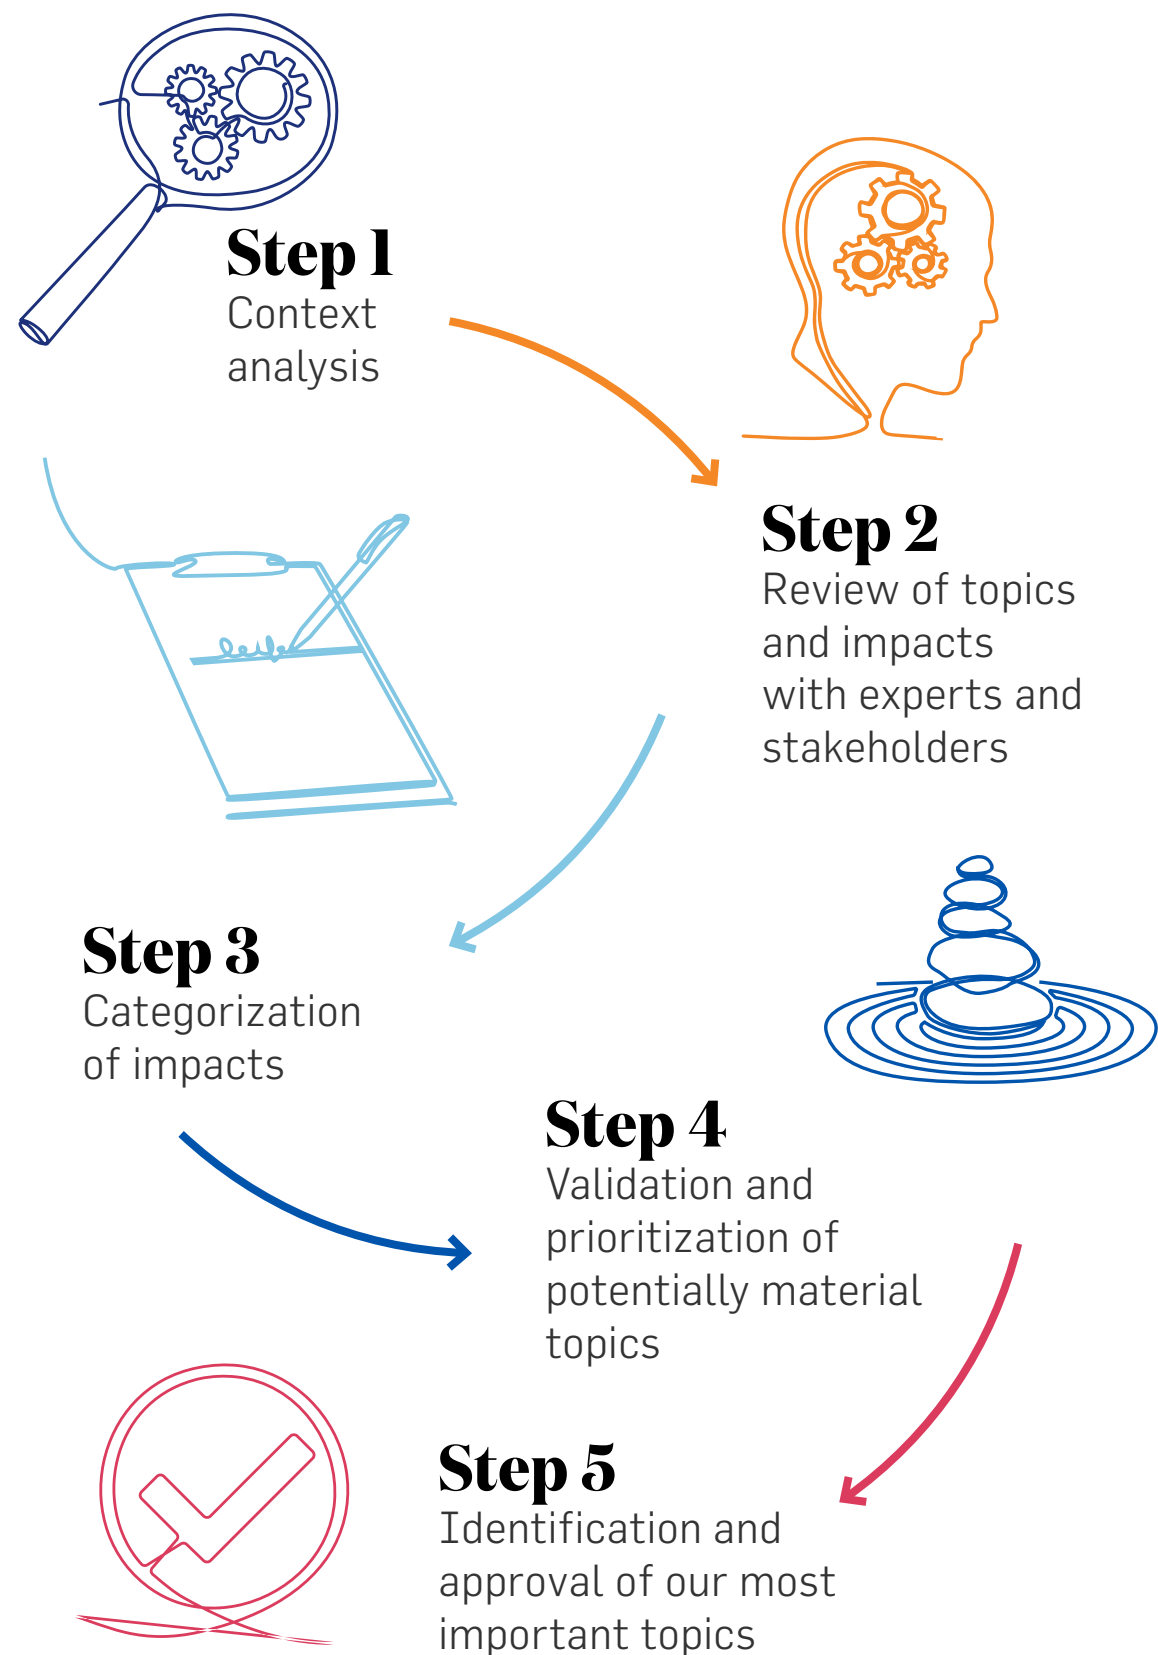 Step 1
Context
analysis
Step 2
Review of topics
and impacts
with experts and
stakeholders
Step 3
Categorization
of impacts
Step 4
Validation and
prioritization of
potentially material
topics
Step 5
Identification and
approval of our most
important topics